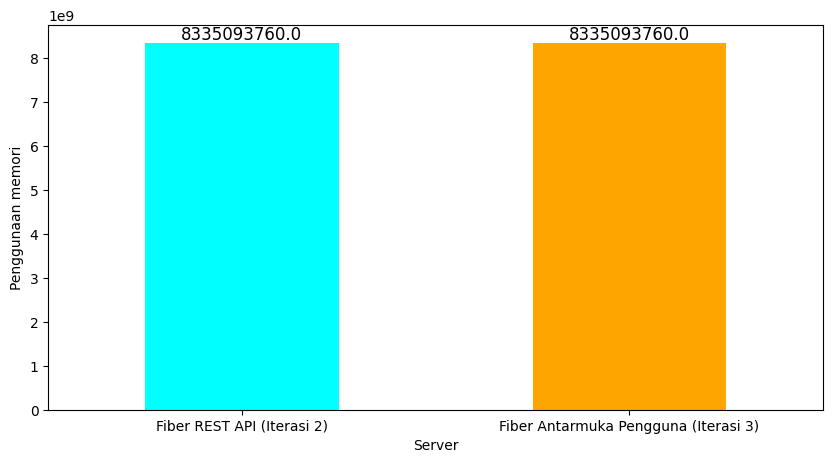 1e9
8335093760.0 8335093760.0
8
7
6
5
4
3
2
1
0
Penggunaan memori
Fiber REST API (Iterasi 2) Fiber Antarmuka Pengguna (Iterasi 3)
Server